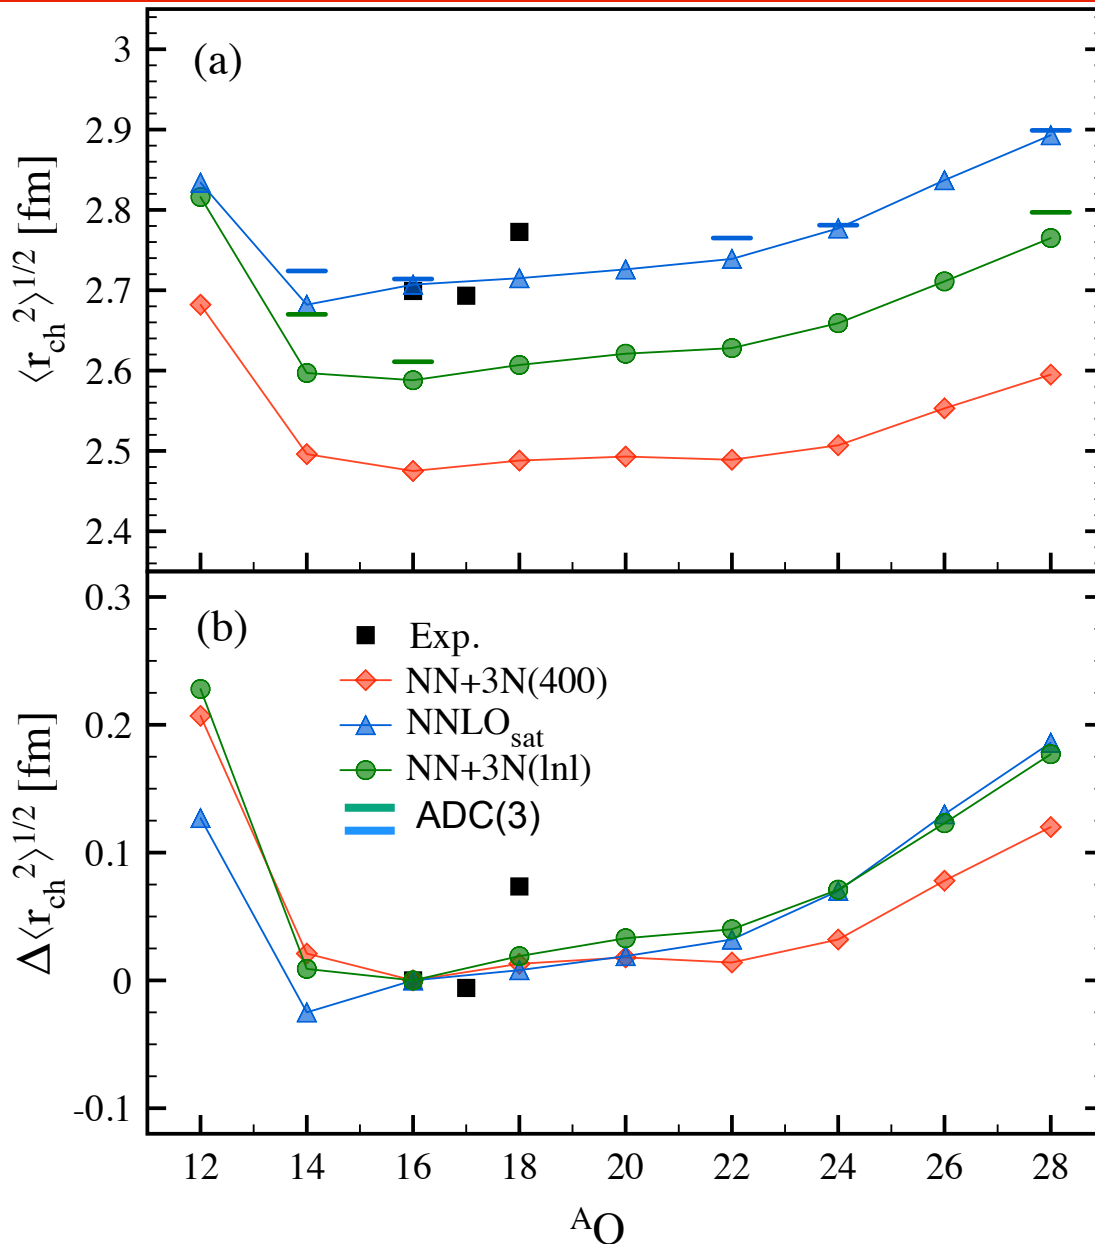 (a)
3
2.9
2.8
2.7
2.6
2.5
2.4
⟨r_ch^2⟩^1/2 [fm]
(b)
0.3
0.2
0.1
0
-0.1
Δ⟨r_ch^2⟩^1/2 [fm]
Exp.
NN+3N(400)
NNLO_sat
NN+3N(lnl)
ADC(3)
12 14 16 18 20 22 24 26 28
^AO